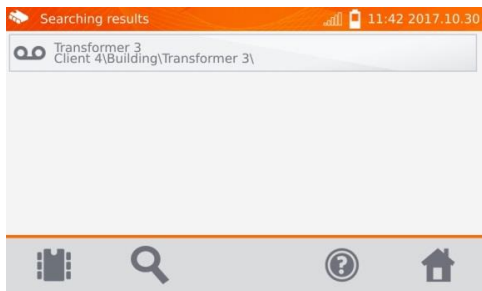 Searching results 11:42 2017.10.30
Transformer 3
Client 4\Building\Transformer 3\
?